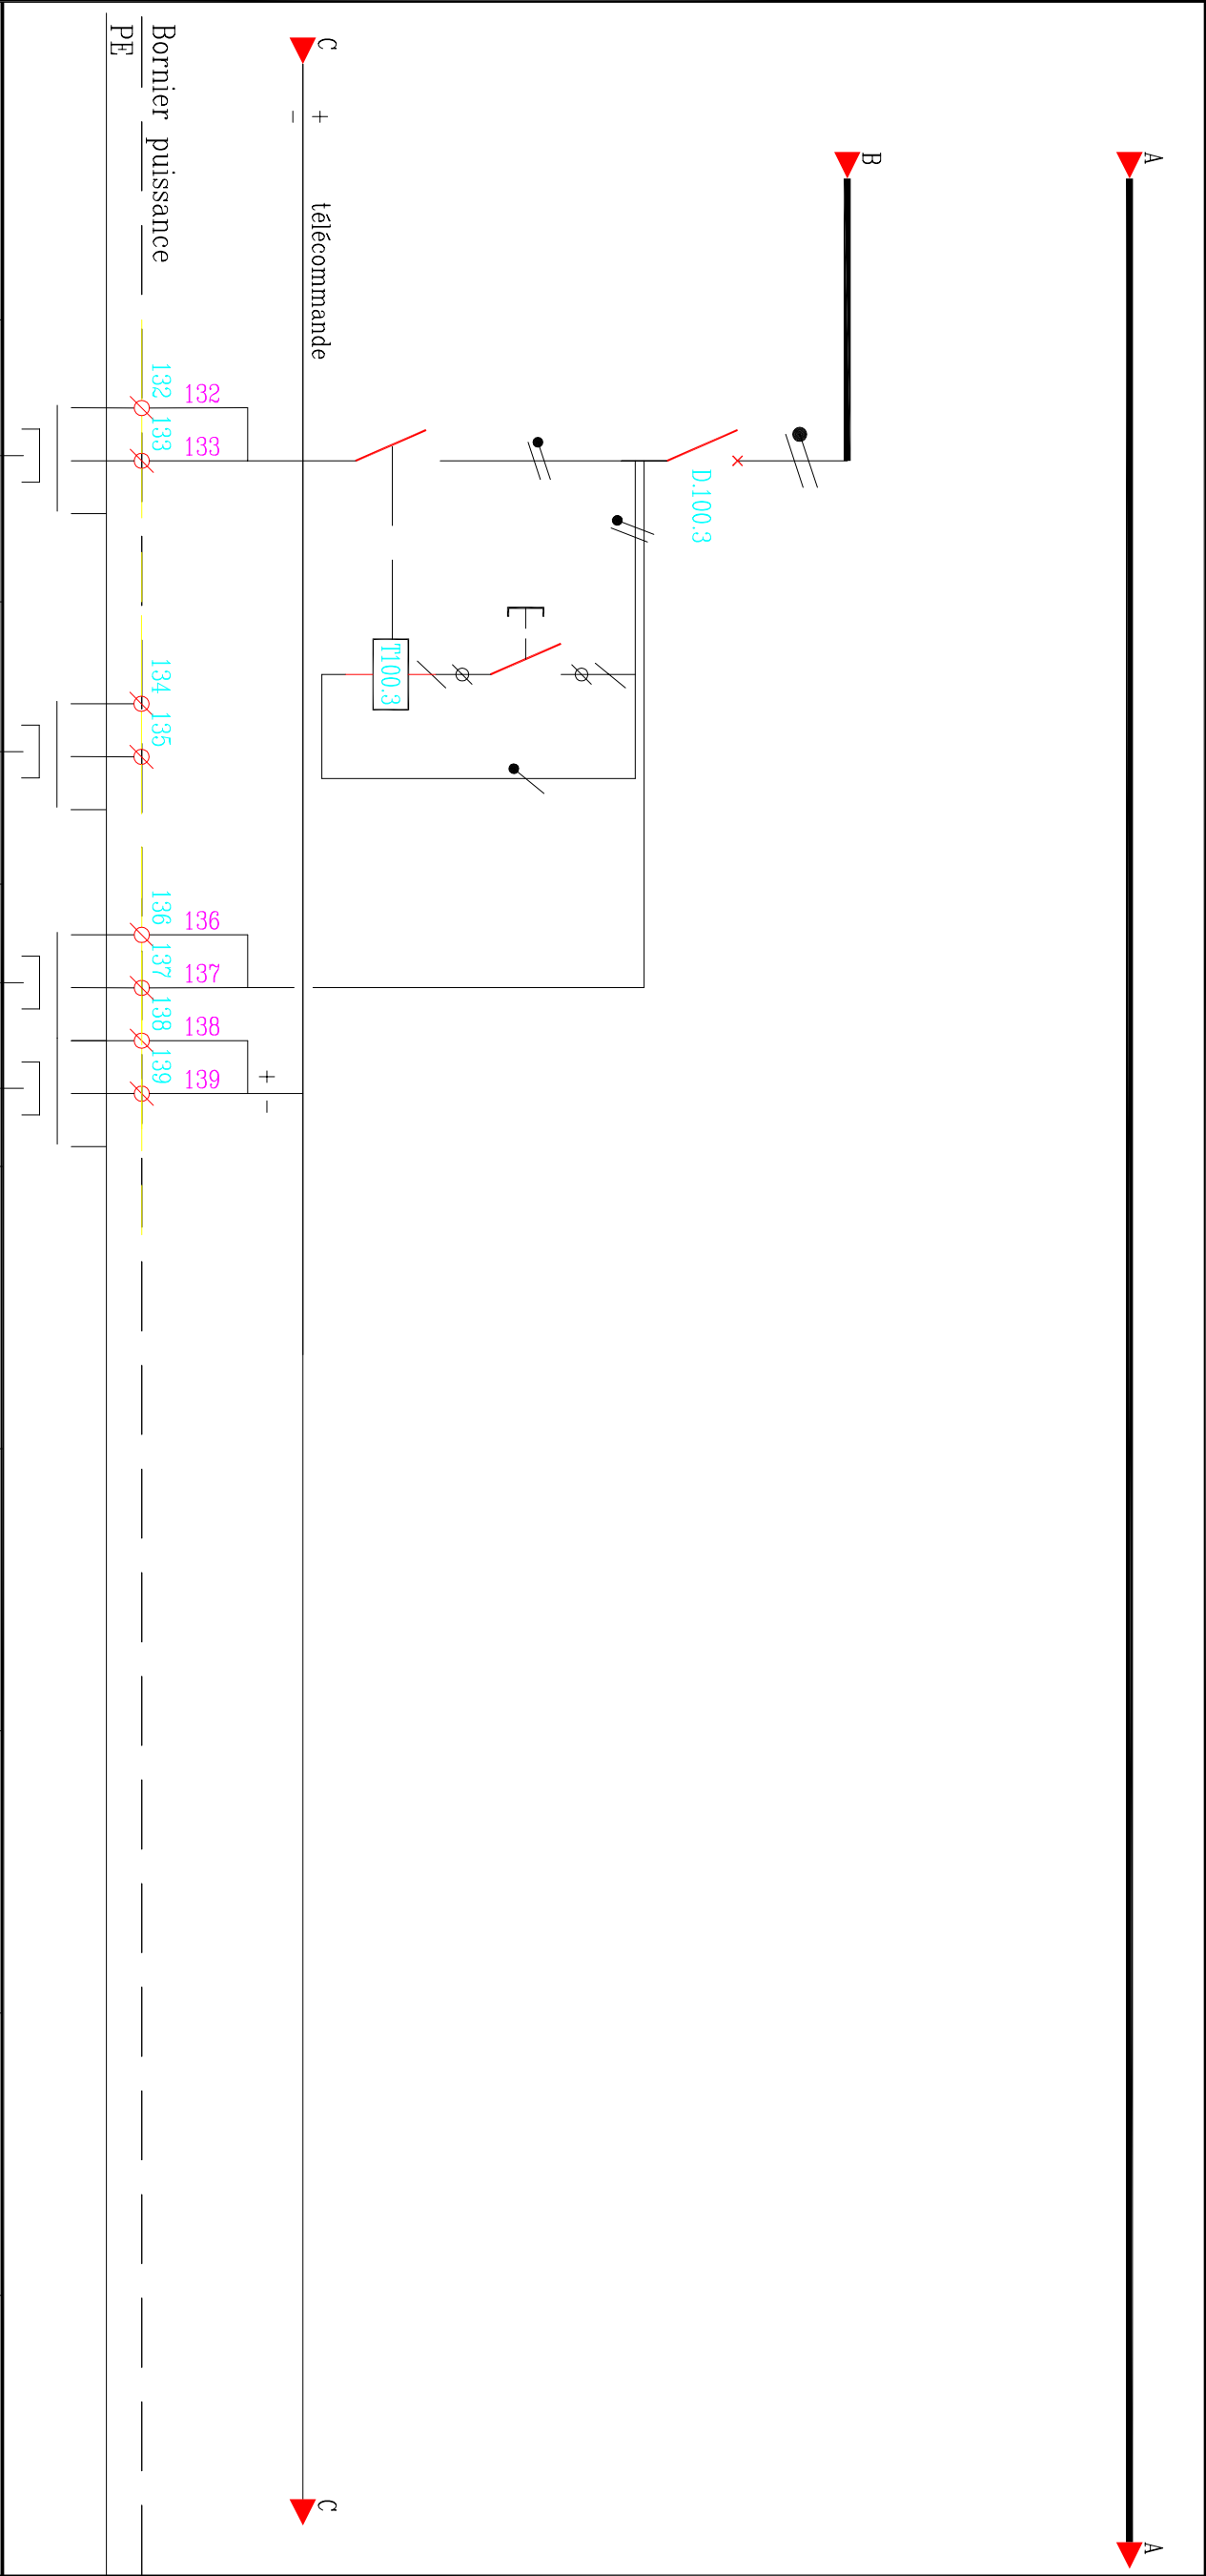 A
A
B
D.100.3
T100.3
C
+
-
télécommande
C
+ -
132
133
136
137
138
139
132 133
134 135
136 137 138 139
Bornier puissance
PE